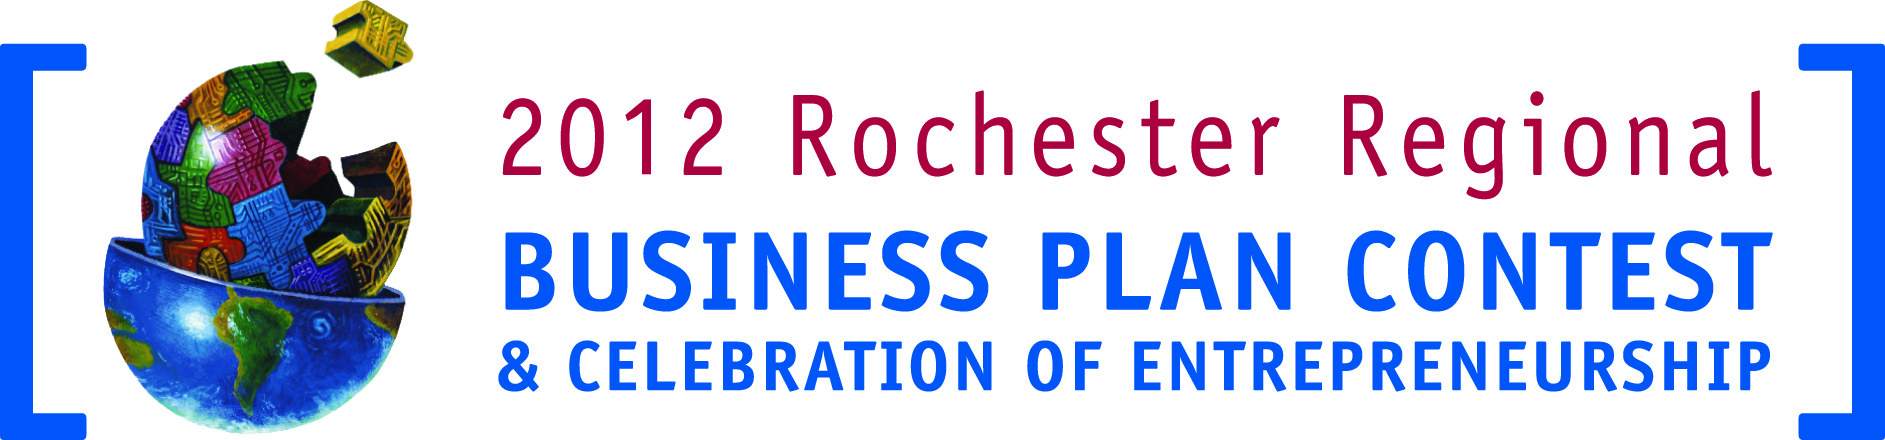 2012 Rochester Regional
BUSINESS PLAN CONTEST
& CELEBRATION OF ENTREPRENEURSHIP